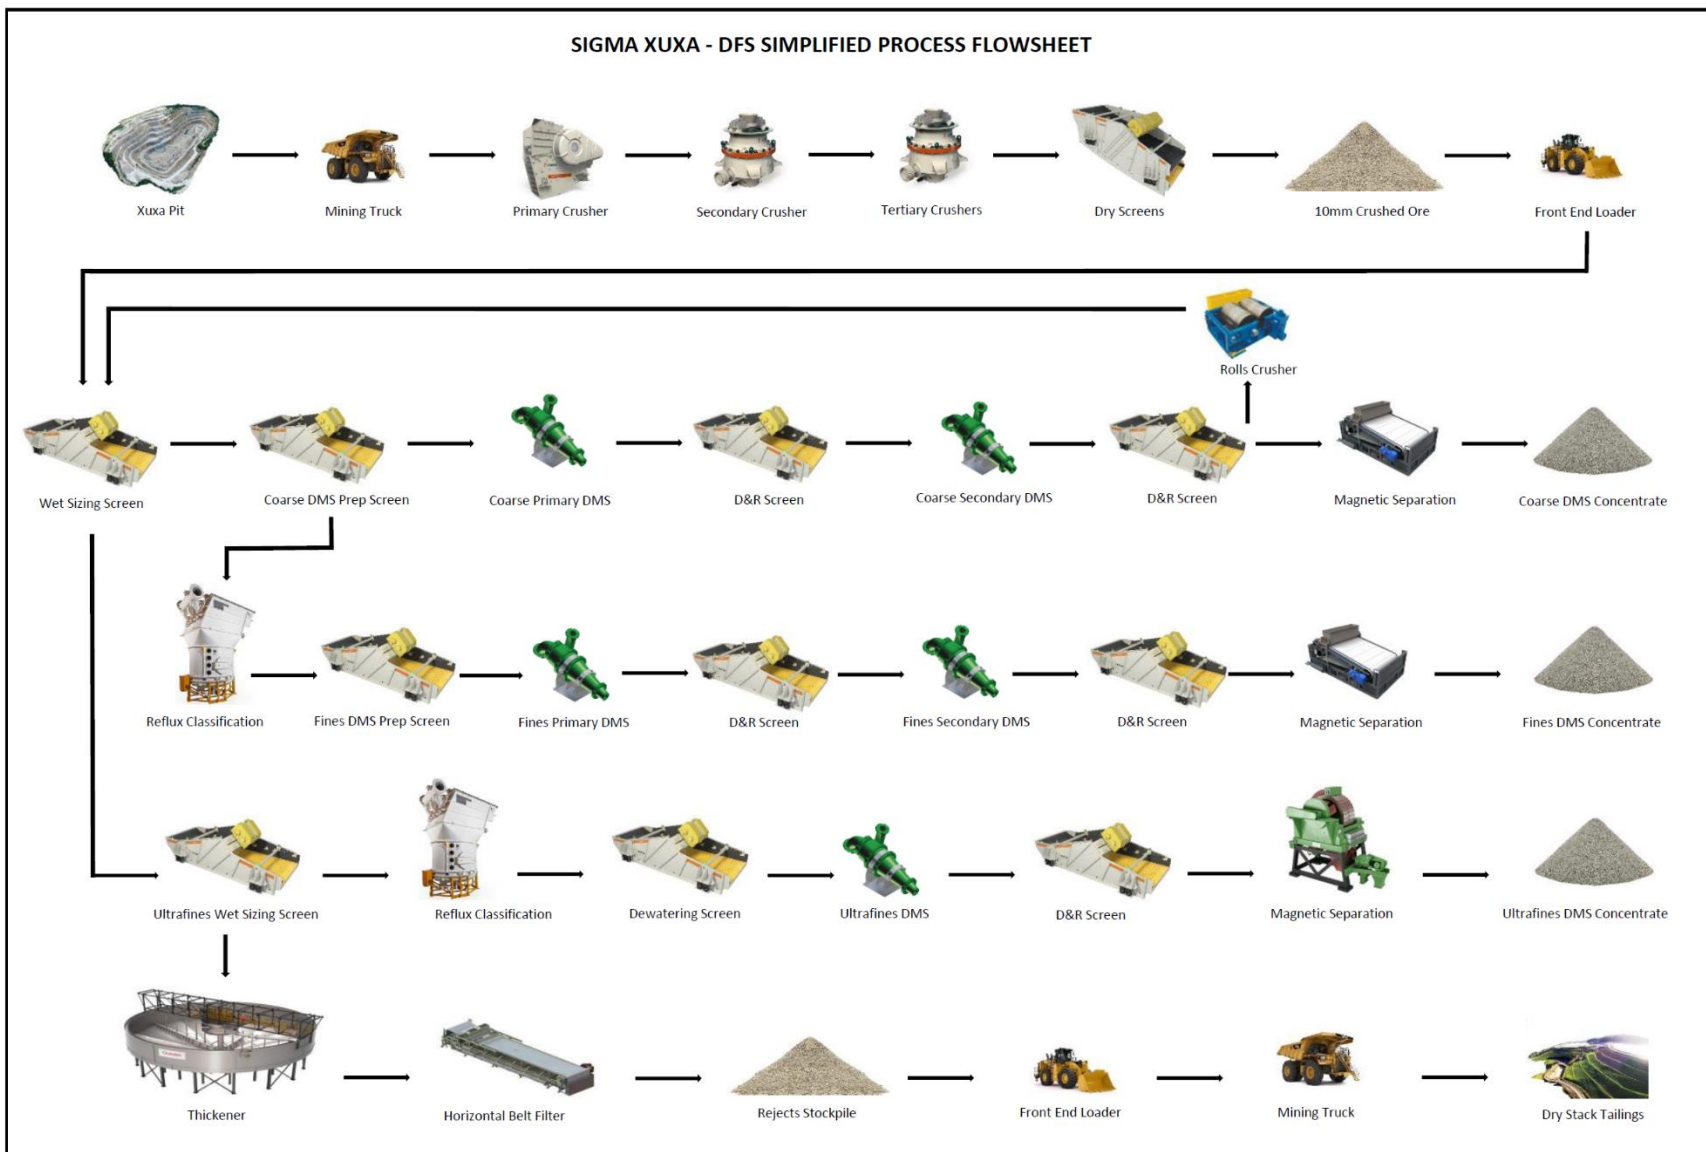 SIGMA XUXA - DFS SIMPLIFIED PROCESS FLOWSHEET
Xuxa Pit
Mining Truck
Primary Crusher
Secondary Crusher
Tertiary Crushers
Dry Screens
10mm Crushed Ore
Front End Loader
Rolls Crusher
Wet Sizing Screen
Coarse DMS Prep Screen
Coarse Primary DMS
D&R Screen
Coarse Secondary DMS
D&R Screen
Magnetic Separation
Coarse DMS Concentrate
Reflux Classification
Fines DMS Prep Screen
Fines Primary DMS
D&R Screen
Fines Secondary DMS
D&R Screen
Magnetic Separation
Fines DMS Concentrate
Ultrafines Wet Sizing Screen
Reflux Classification
Dewatering Screen
Ultrafines DMS
D&R Screen
Magnetic Separation
Ultrafines DMS Concentrate
Thickener
Horizontal Belt Filter
Rejects Stockpile
Front End Loader
Mining Truck
Dry Stack Tailings